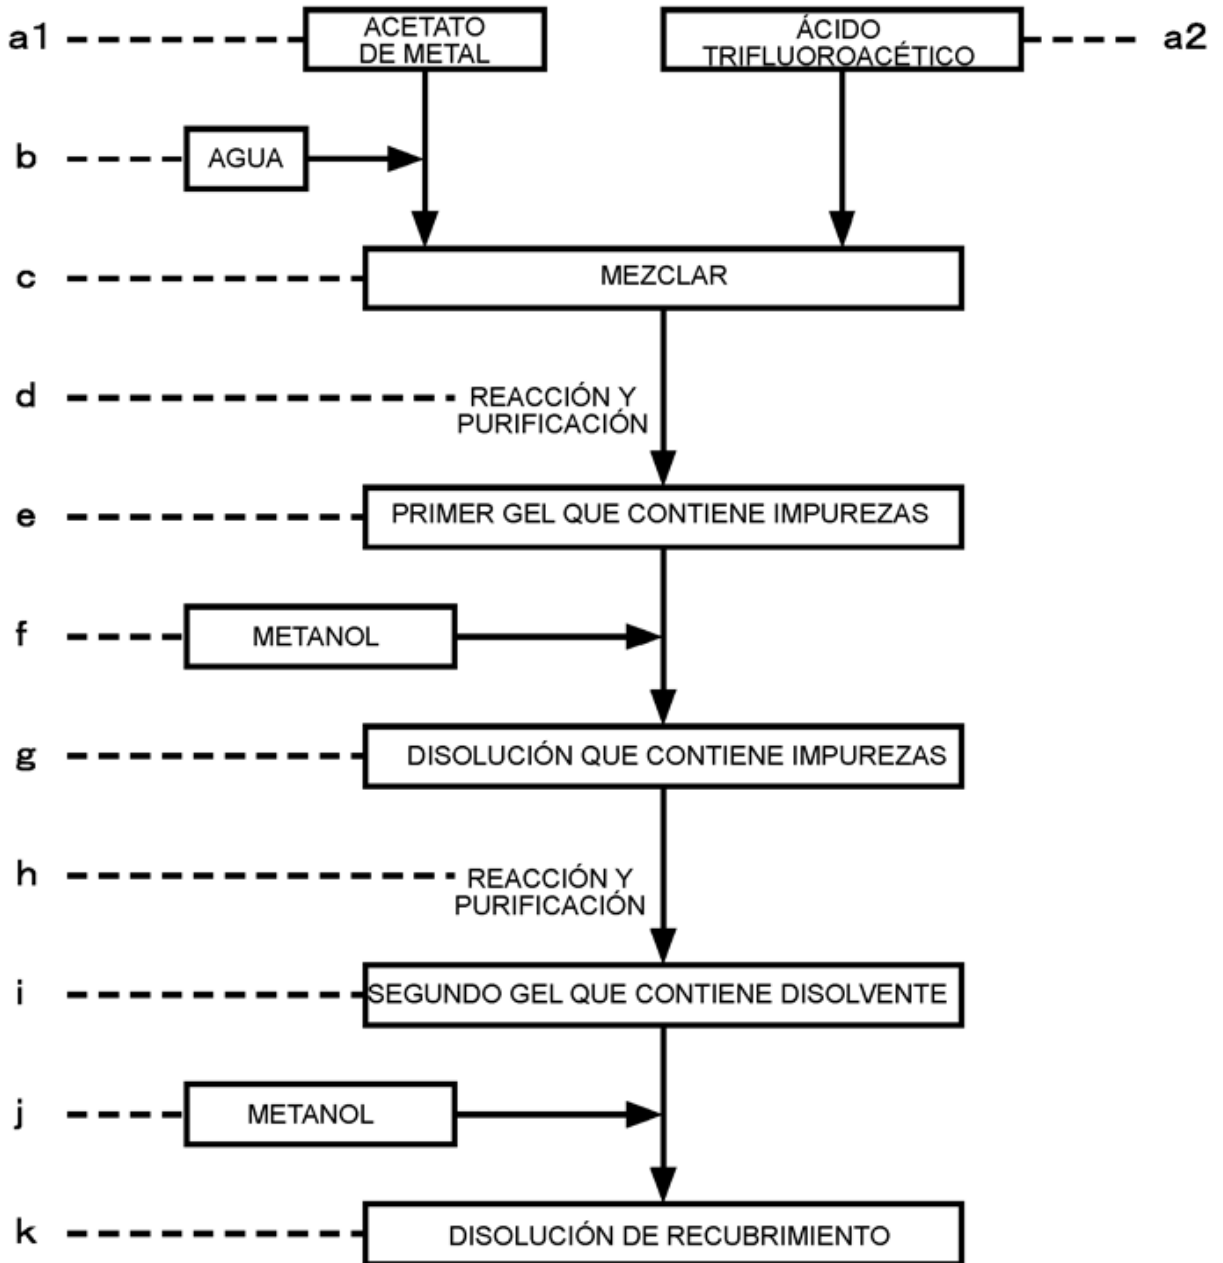 a1
ACETATO
DE METAL
ÁCIDO
TRIFLUOROACÉTICO
a2
b
AGUA
c
MEZCLAR
d
REACCIÓN Y
PURIFICACIÓN
e
PRIMER GEL QUE CONTIENE IMPUREZAS
f
METANOL
g
DISOLUCIÓN QUE CONTIENE IMPUREZAS
h
REACCIÓN Y
PURIFICACIÓN
i
SEGUNDO GEL QUE CONTIENE DISOLVENTE
j
METANOL
k
DISOLUCIÓN DE RECUBRIMIENTO